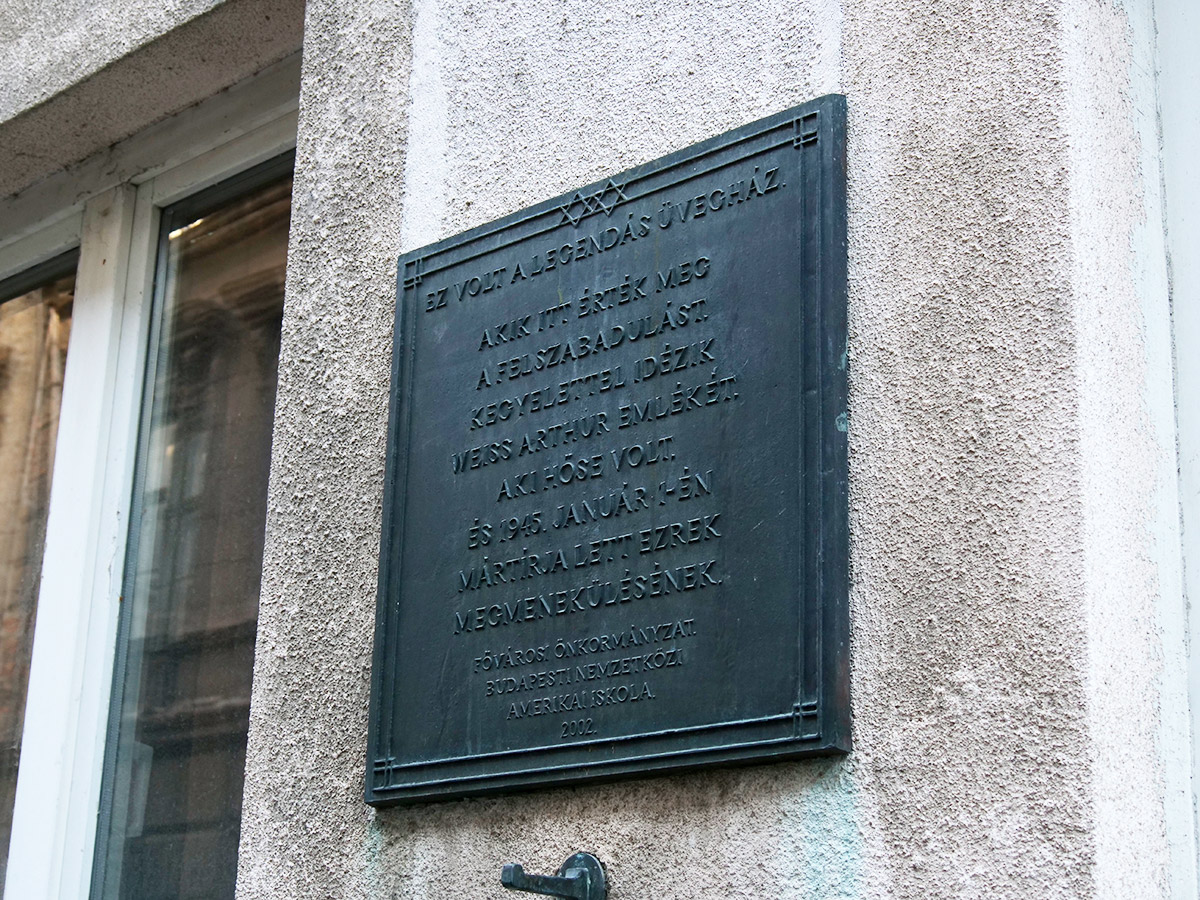 EZ VOLT A LEGENDÁS ÜVEGHÁZ.
AKIK ITT ÉRTÉK MEG
A FELSZABADULÁST.
KEGYELETTEL IDÉZIK
WEISS ARTHÚR EMLÉKÉT.
AKI HŐSE VOLT.
ÉS 1945. JANUÁR 1-ÉN
MÁRTÍRJA LETT EZREK
MEGMENEKÜLÉSÉNEK.
FŐVÁROSI ÖNKORMÁNYZAT.
BUDAPESTI NEMZETKÖZI
AMERIKAI ISKOLA.
2002.